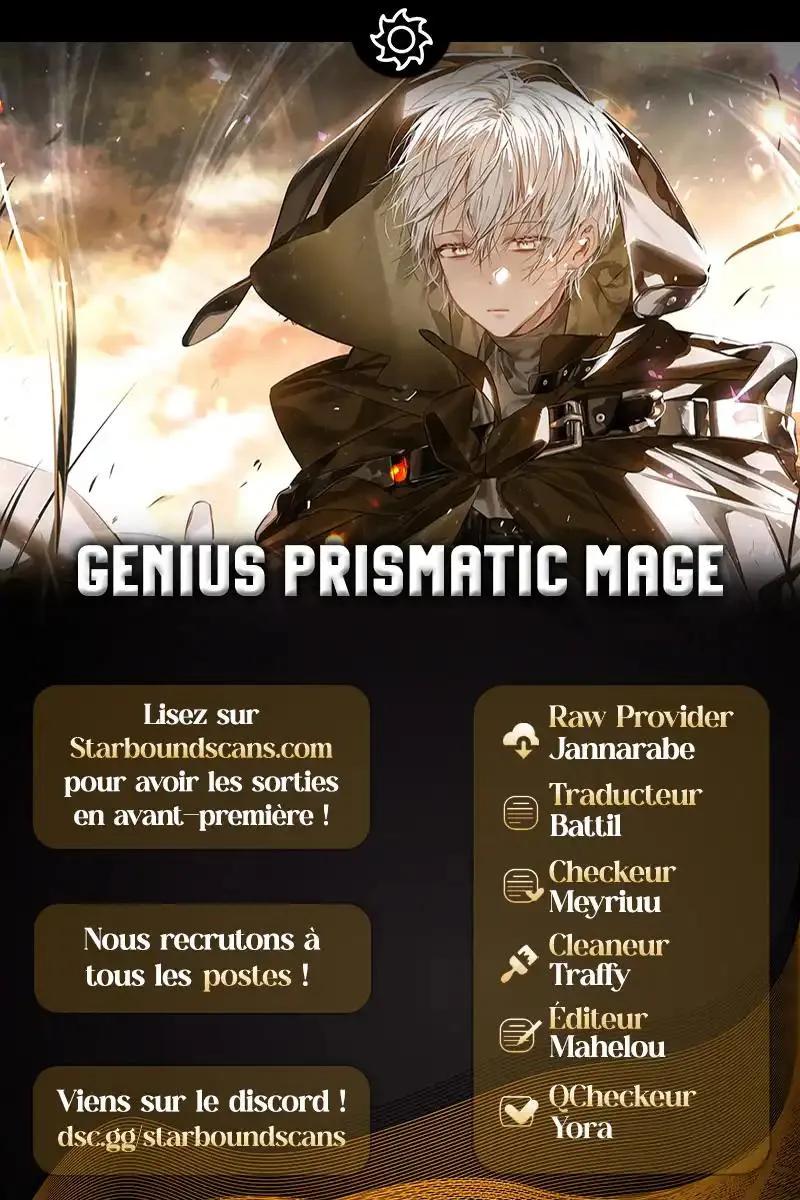 GENIUS PRISMATIC MAGE
Lisez sur
Starboundscans.com
pour avoir les sorties
en avant-première !
Nous recrutons à
tous les postes !
Viens sur le discord !
dsc.gg/starboundscans
Raw Provider
Jannarabe
Traducteur
Battil
Checkeur
Meyriuu
Cleaneur
Traffy
Éditeur
Mahelou
QCheckeur
Yora